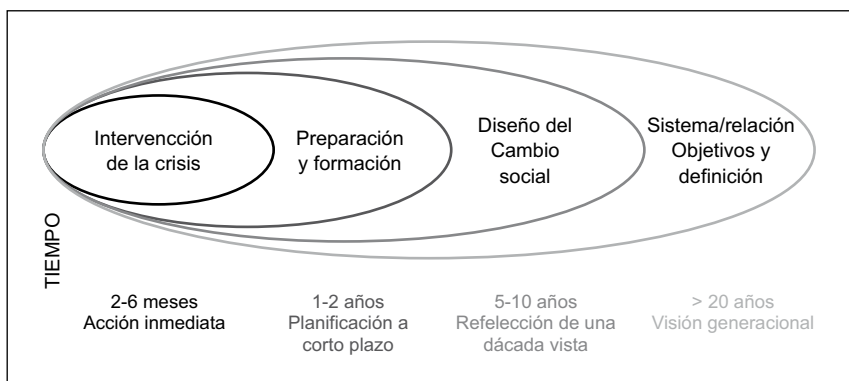 Intervencción
de la crisis
Preparación
y formación
Diseño del
Cambio
social
Sistema/relación
Objetivos y
definición
TIEMPO
2-6 meses
Acción inmediata
1-2 años
Planificación a
corto plazo
5-10 años
Refelección de una
dácada vista
> 20 años
Visión generacional